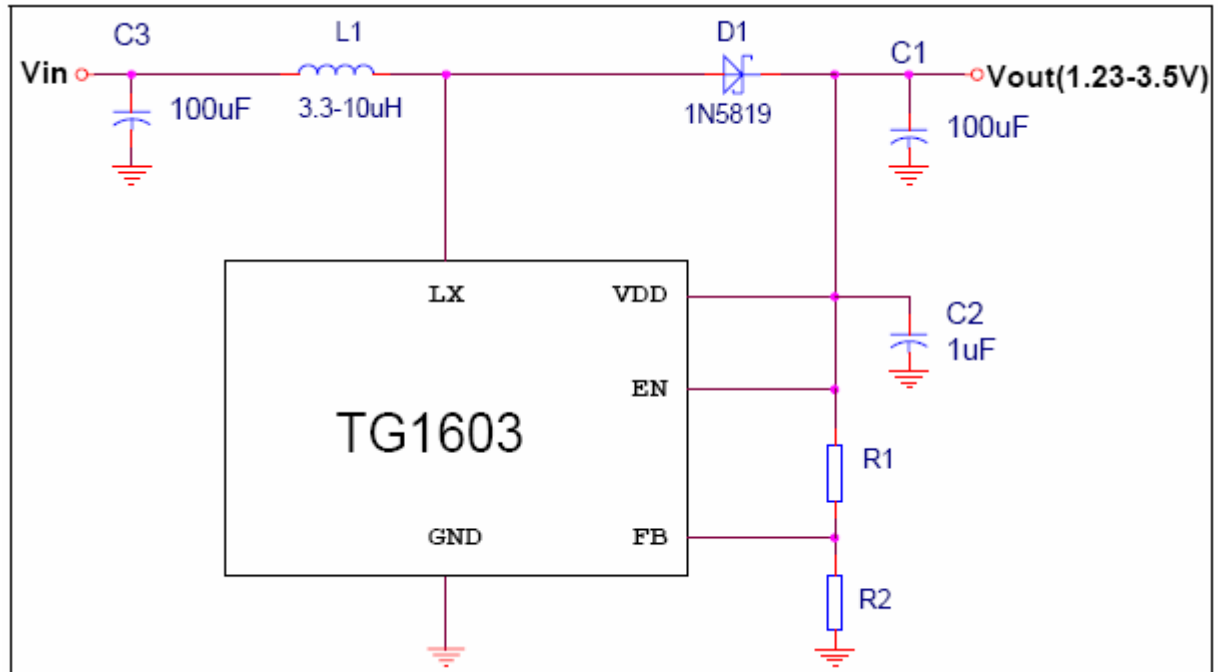 C3
L1
D1
C1
Vin
Vout(1.23-3.5V)
100uF
3.3-10uH
1N5819
100uF
LX
VDD
C2
1uF
EN
TG1603
R1
GND
FB
R2